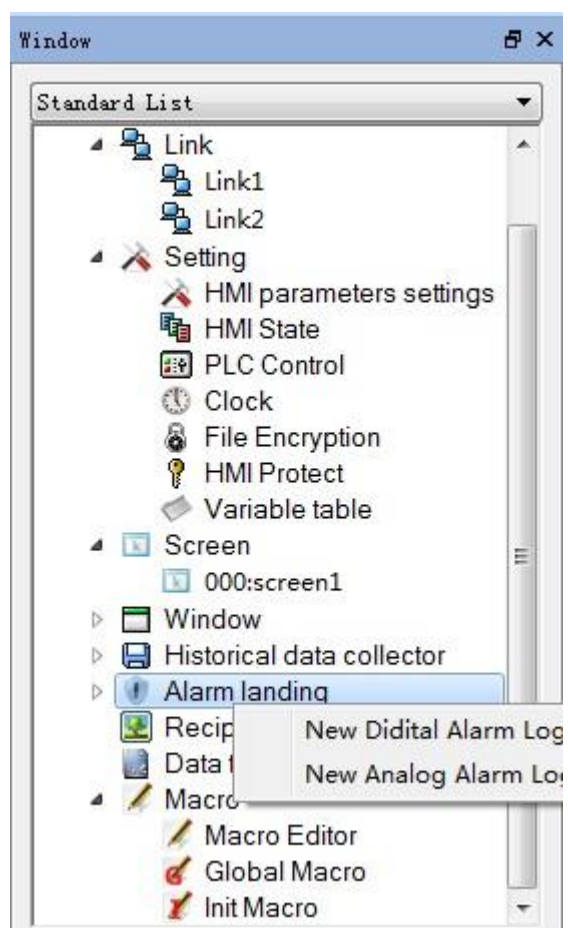 Window
Standard List
Link
Link1
Link2
Setting
HMI parameters settings
HMI State
PLC Control
Clock
File Encryption
HMI Protect
Variable table
Screen
000:screen1
Window
Historical data collector
Alarm landing
Recip
New Didital Alarm Log
Data
New Analog Alarm Log
Macro
Macro Editor
Global Macro
Init Macro